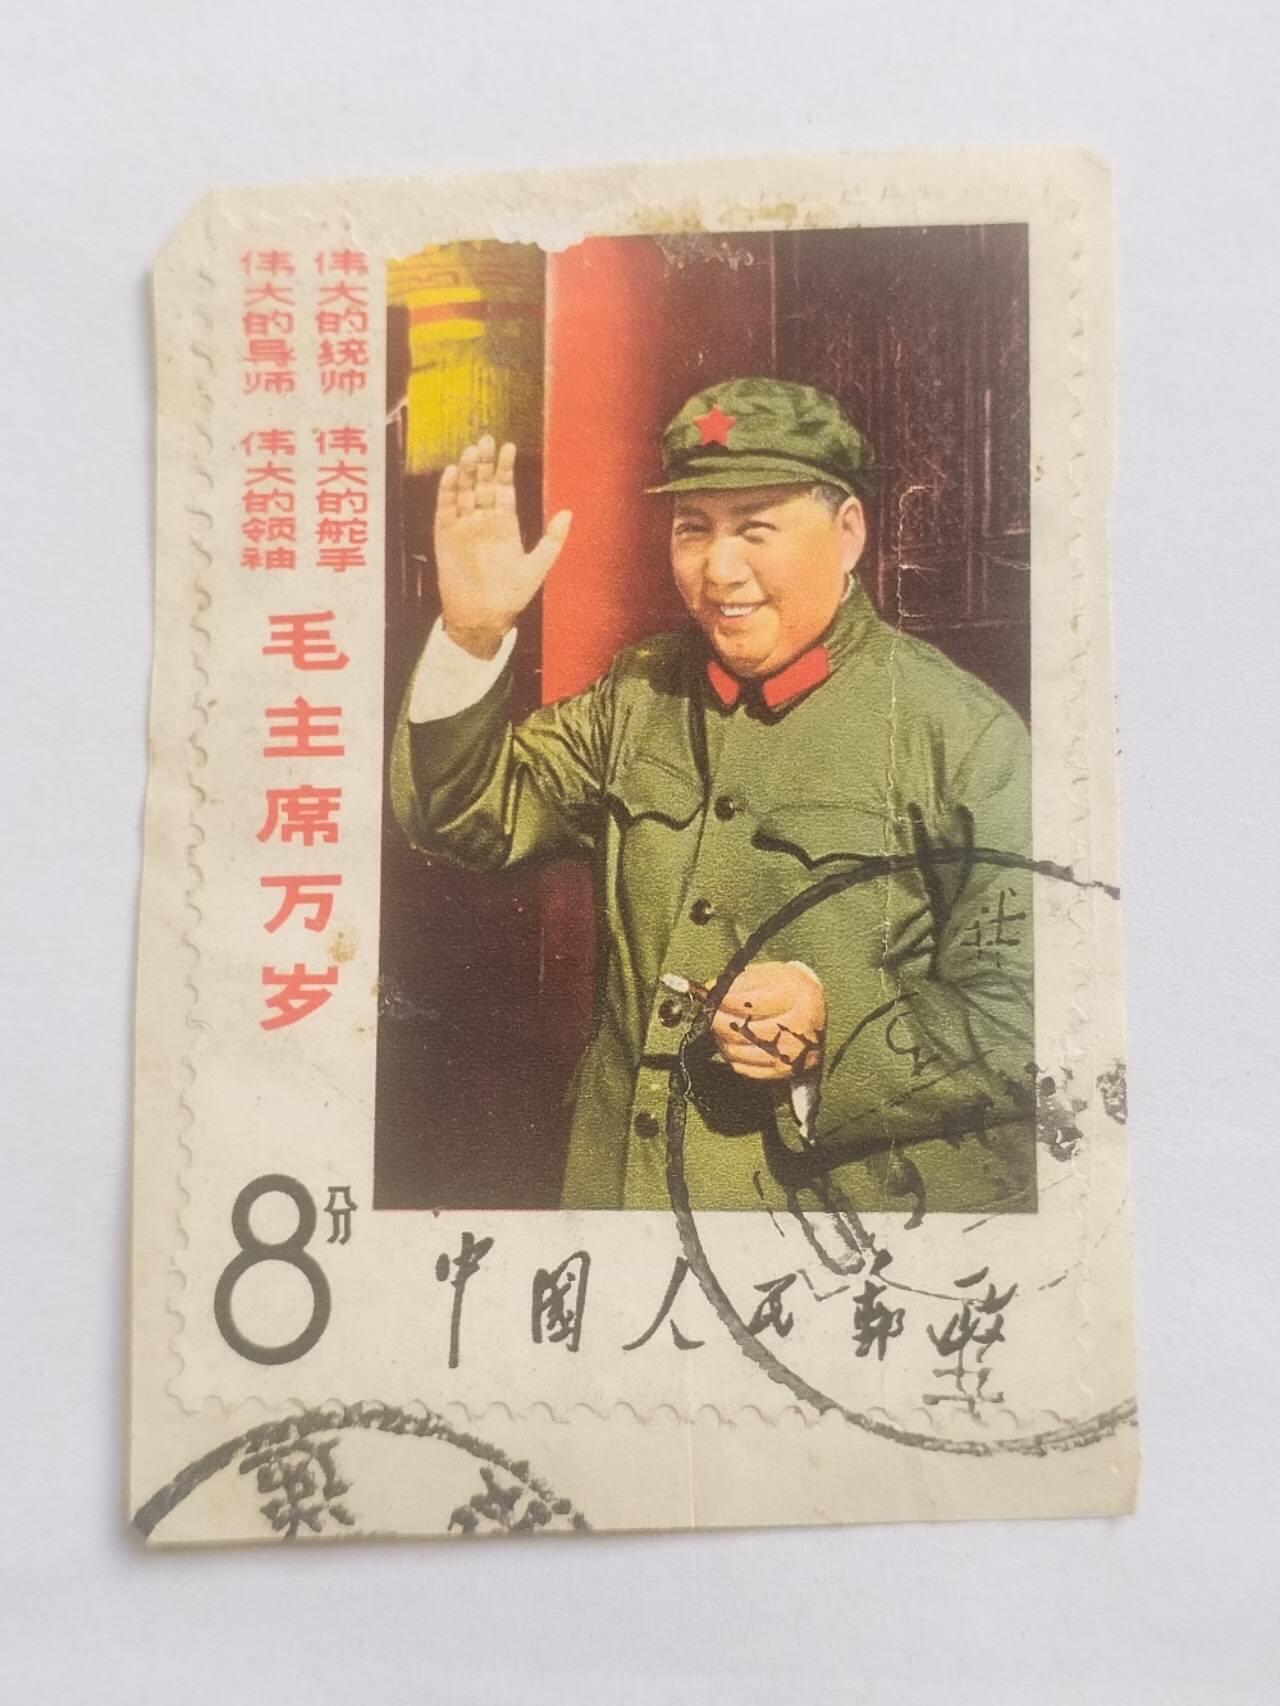 伟大的导师
伟大的领袖
伟大的统帅
伟大的舵手
毛主席万岁
8分
中国人民邮政